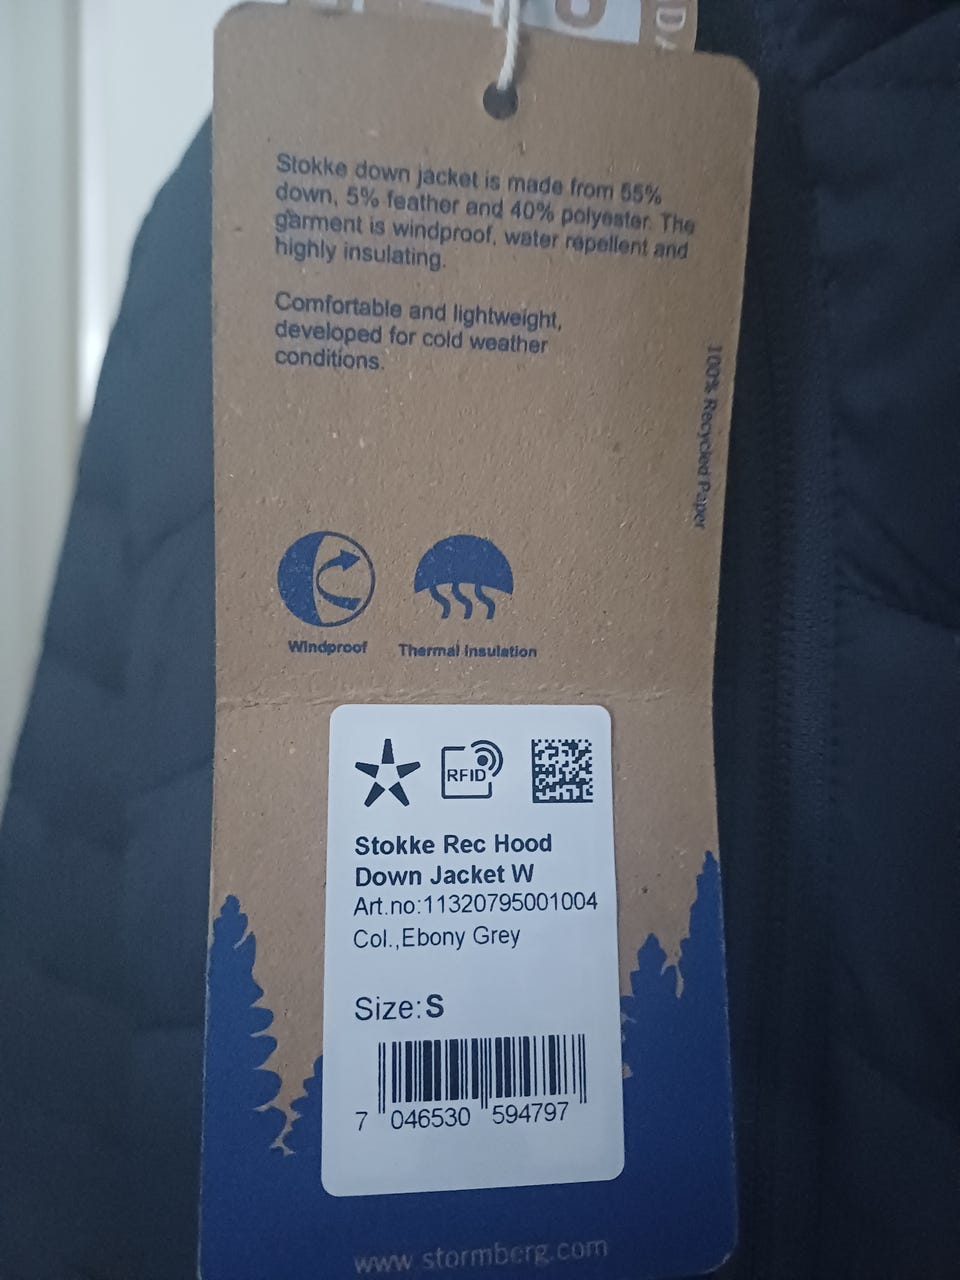 Stokke down jacket is made from 55%
down, 5% feather and 40% polyester. The
garment is windproof, water repellent and
highly insulating.
Comfortable and lightweight,
developed for cold weather
conditions.
100% Recycled Paper
Windproof
Thermal Insulation
RFID
Stokke Rec Hood
Down Jacket W
Art.no:11320795001004
Col.,Ebony Grey
Size:S
7 046530 594797
www.stormberg.com